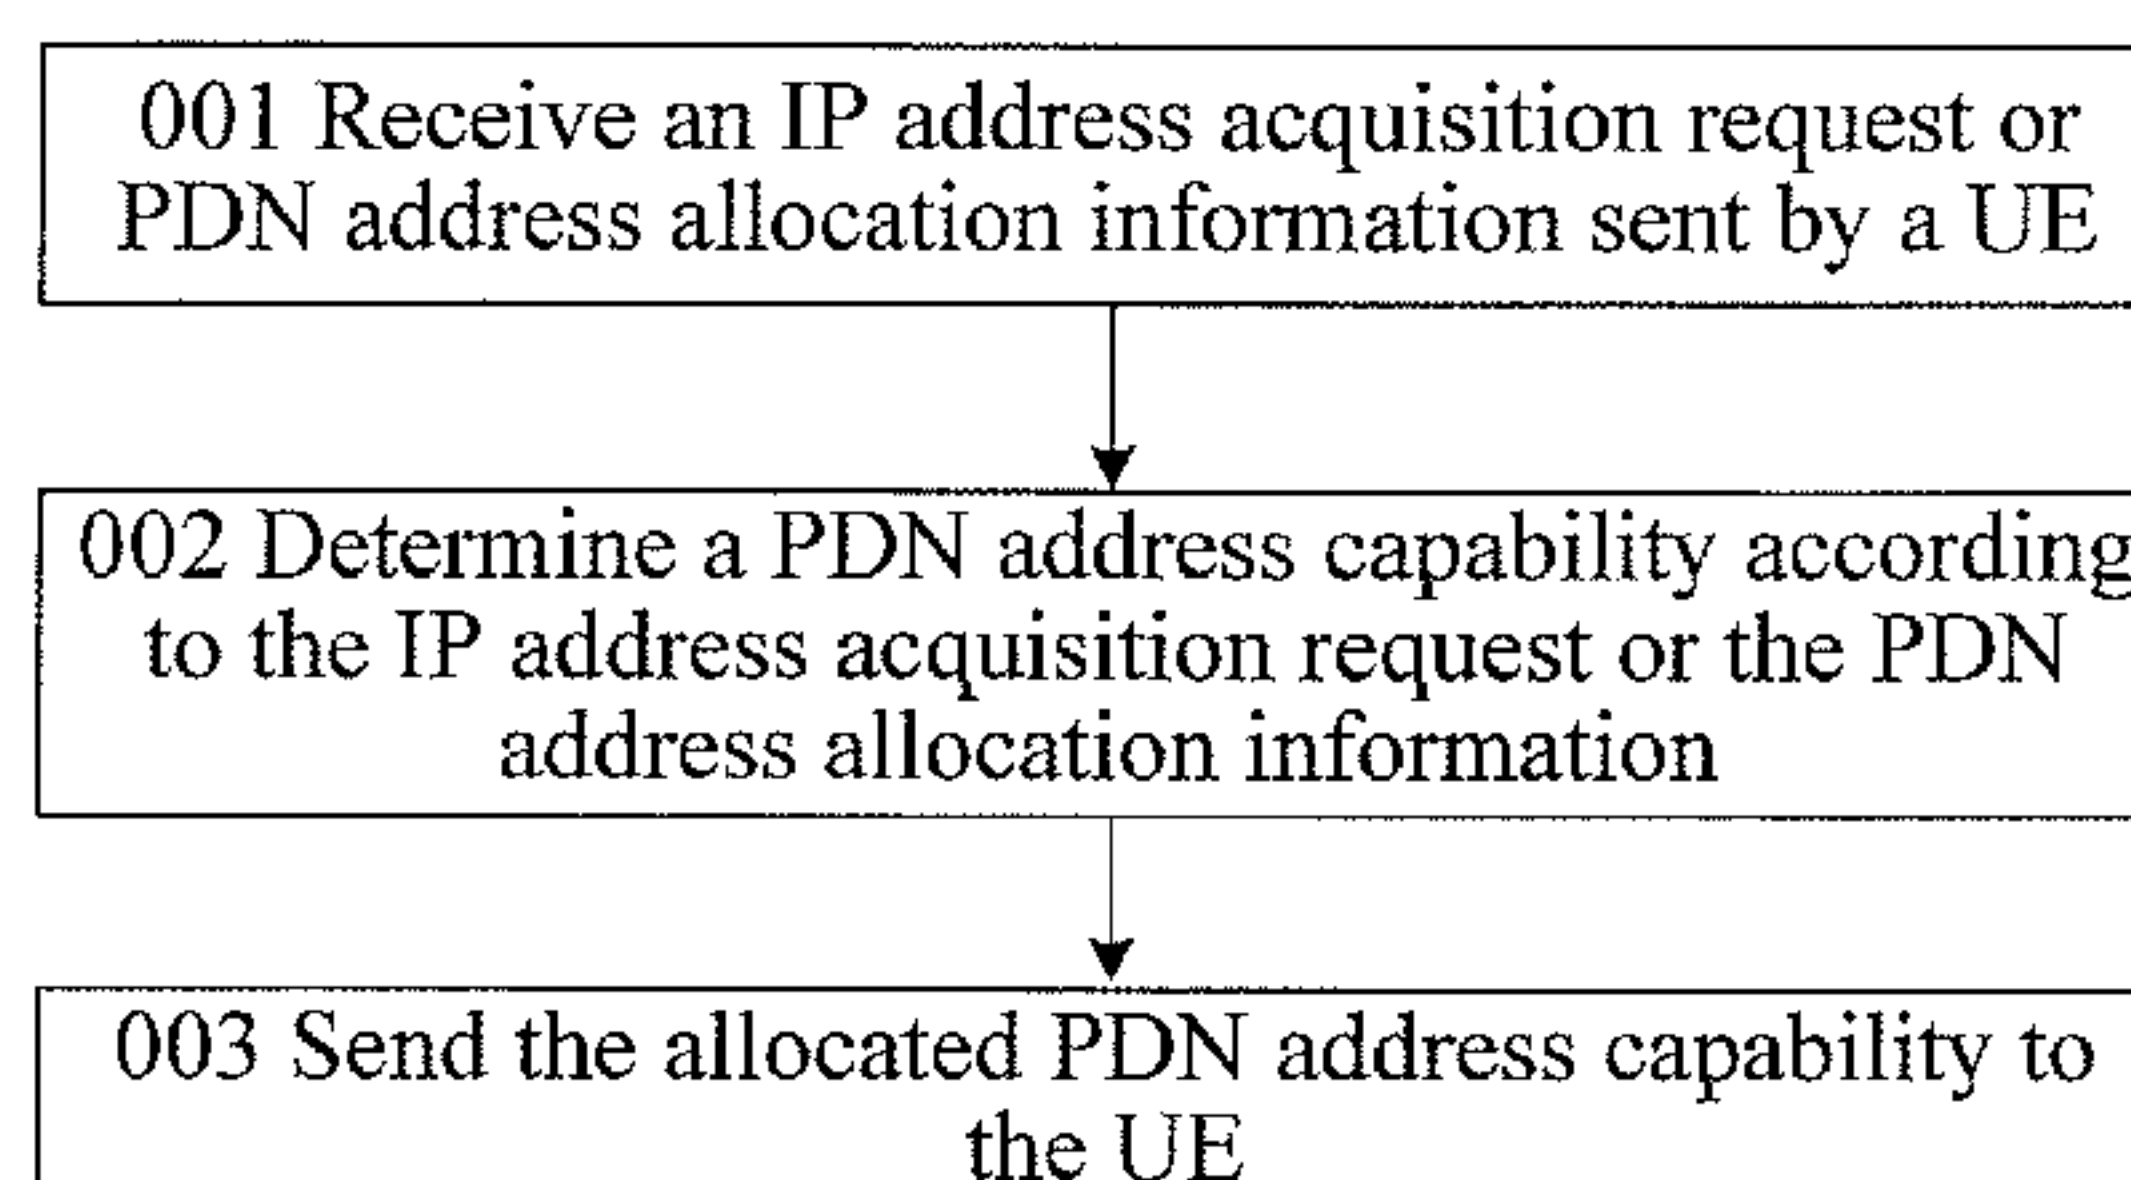 001 Receive an IP address acquisition request or
PDN address allocation information sent by a UE
002 Determine a PDN address capability according
to the IP address acquisition request or the PDN
address allocation information
003 Send the allocated PDN address capability to
the UE